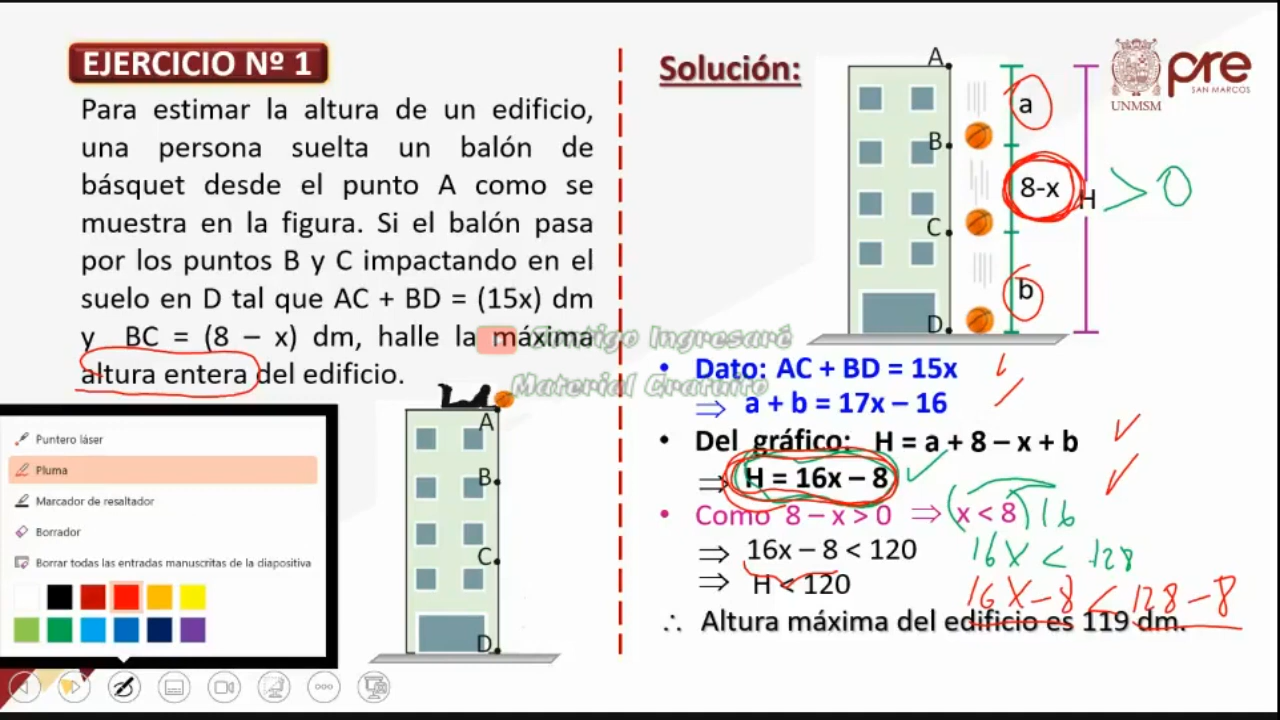 EJERCICIO Nº 1
Para estimar la altura de un edificio,
una persona suelta un balón de
básquet desde el punto A como se
muestra en la figura. Si el balón pasa
por los puntos B y C impactando en el
suelo en D tal que AC + BD = (15x) dm
y BC = (8 – x) dm, halle la máxima
altura entera del edificio.
A
B
C
D
Puntero láser
Pluma
Marcador de resaltador
Borrador
Borrar todas las entradas manuscritas de la diapositiva
Solución:
A
B
C
D
a
8-x
b
H > 0
UNMSM
pre
SAN MARCOS
Contigo Ingresaré
Material Gratuito
• Dato: AC + BD = 15x
⇒ a + b = 17x – 16
• Del gráfico: H = a + 8 – x + b
⇒ H = 16x – 8
• Como 8 – x > 0 ⇒ (x < 8) 16
⇒ 16x – 8 < 120
16x < 128
⇒ H < 120
16x – 8 < 128 – 8
∴ Altura máxima del edificio es 119 dm.